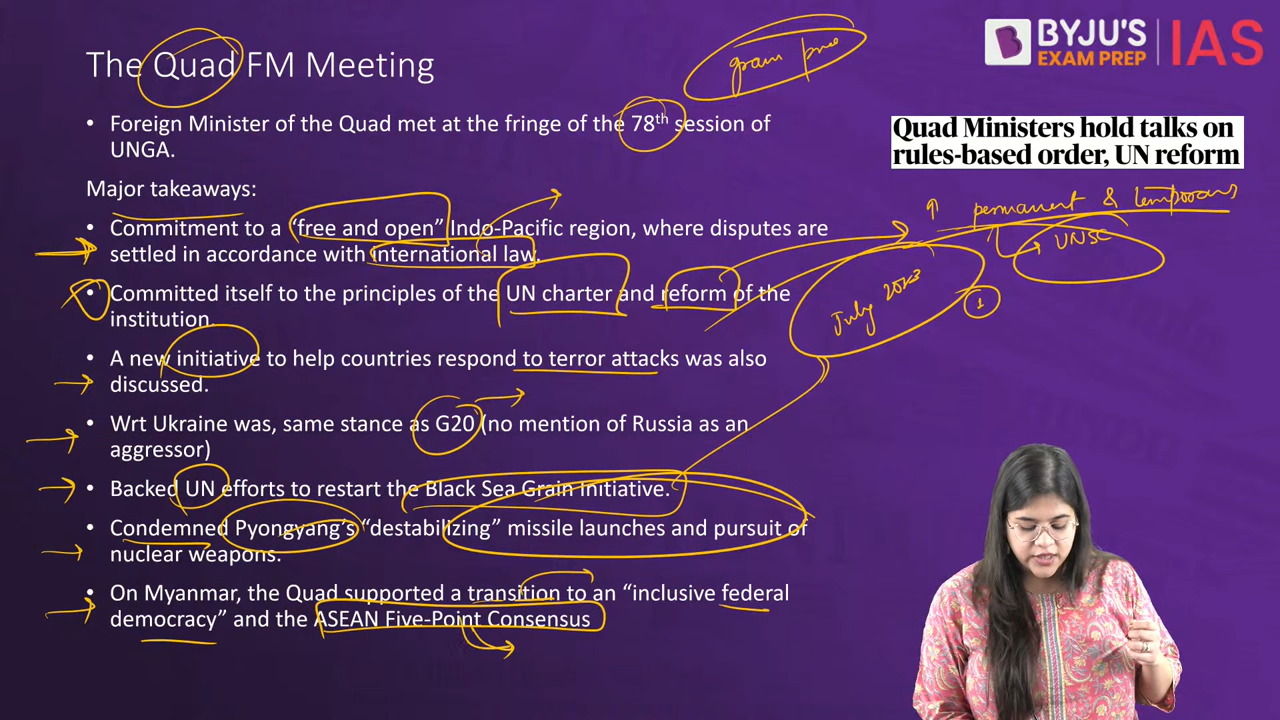 The Quad FM Meeting
grain price
BYJU'S
EXAM PREP
IAS
• Foreign Minister of the Quad met at the fringe of the 78th session of
UNGA.
Quad Ministers hold talks on
rules-based order, UN reform
Major takeaways:
• Commitment to a “free and open” Indo-Pacific region, where disputes are
settled in accordance with international law.
• Committed itself to the principles of the UN charter and reform of the
institution.
• A new initiative to help countries respond to terror attacks was also
discussed.
• Wrt Ukraine was, same stance as G20 (no mention of Russia as an
aggressor)
• Backed UN efforts to restart the Black Sea Grain Initiative.
• Condemned Pyongyang’s “destabilizing” missile launches and pursuit of
nuclear weapons.
• On Myanmar, the Quad supported a transition to an “inclusive federal
democracy” and the ASEAN Five-Point Consensus
↑ permanent & temporary
→ UNSC
July 2023
1